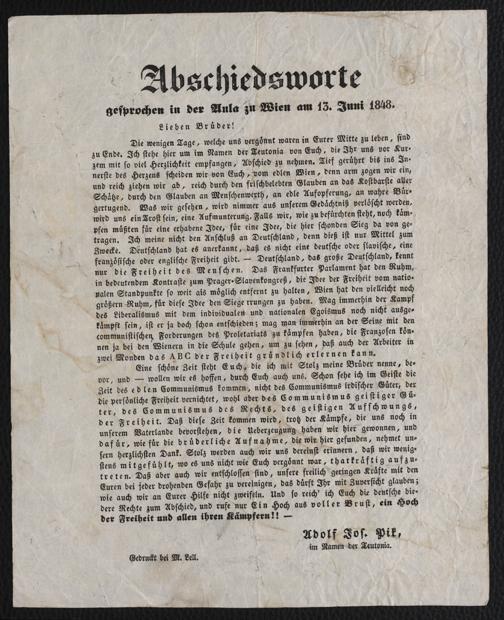 Abschiedsworte
gesprochen in der Aula zu Wien am 13. Juni 1848.
Lieben Brüder!
Die wenigen Tage, welche uns vergönnt waren in Eurer Mitte zu leben, sind
zu Ende. Ich stehe hier um im Namen der Teutonia von Euch, die Ihr uns vor Kur-
zem mit so viel Herzlichkeit empfangen, Abschied zu nehmen. Tief gerührt bis ins In-
nerste des Herzens scheiden wir von Euch, vom edlen Wien, denn arm zogen wir ein,
und reich ziehen wir ab, reich durch den frischbelebten Glauben an das Kostbarste aller
Schätze, durch den Glauben an Menschenwerth, an edle Aufopferung, an wahre Bür-
gertugend. Was wir gesehen, wird nimmer aus unserem Gedächtniß verlöscht werden,
wird uns ein Trost sein, eine Aufmunterung. Falls wir, wie zu befürchten steht, noch käm-
pfen müßten für eine erhabene Idee, für eine Idee, die hier schonden Sieg da von ge-
tragen. Ich meine nicht den Anschluß an Deutschland, denn dieß ist nur Mittel zum
Zwecke. Deutschland hat es anerkannt, daß es nicht eine deutsche oder slavische, eine
französische oder englische Freiheit gibt. — Deutschland, das große Deutschland, kennt
nur die Freiheit des Menschen. Das Frankfurter Parlament hat den Ruhm,
in bedeutendem Kontraste zum Prager-Slavenkongreß, die Idee der Freiheit vom natio-
nalen Standpunkte so weit als möglich entfernt zu halten, Wien hat den vielleicht noch
größern Ruhm, für diese Idee den Siege rrungen zu haben. Mag immerhin der Kampf
des Liberalismus mit dem individualen und nationalen Egoismus noch nicht ausge-
kämpft sein, ist er ja doch schon entschieden; mag man immerhin an der Seine mit den
communistischen Forderungen des Proletariats zu kämpfen haben, die Franzosen kön-
nen ja bei den Wienern in die Schule gehen, um zu sehen, daß auch der Arbeiter in
zwei Monden das ABC der Freiheit gründlich erlernen kann.
Eine schöne Zeit steht Euch, die ich mit Stolz meine Brüder nenne, be-
vor, und — wollen wir es hoffen, durch Euch auch uns. Schon sehe ich im Geiste die
Zeit des edlen Communismus kommen, nicht des Communismus irdischer Güter, der
die persönliche Freiheit vernichtet, wohl aber des Communismus geistiger Gü-
ter, des Communismus des Rechts, des geistigen Aufschwungs,
der Freiheit. Daß diese Zeit kommen wird, trotz der Kämpfe, die uns noch in
unserem Vaterlande bevorstehen, die Ueberzeugung haben wir hier gewonnen, und
dafür, wie für die brüderliche Aufnahme, die wir hier gefunden, nehmet un-
sern herzlichsten Dank. Stolz werden auch wir uns dereinst erinnern, daß wir wenig-
stens mitgefühlt, wo es uns nicht wie Euch vergönnt war, thatkräftig aufzu-
treten. Daß aber auch wir entschlossen sind, unsere freilich geringen Kräfte mit den
Euren bei jeder drohenden Gefahr zu vereinigen, das dürft Ihr mit Zuversicht glauben;
wie auch wir an Eurer Hilfe nicht zweifeln. Und so reich' ich Euch die deutsche bie-
dere Rechte zum Abschied, und rufe nur Ein Hoch aus voller Brust, ein Hoch
der Freiheit und allen ihren Kämpfern!! —
Adolf Jos. Pik,
im Namen der Teutonia.
Gedruckt bei M. Lell.